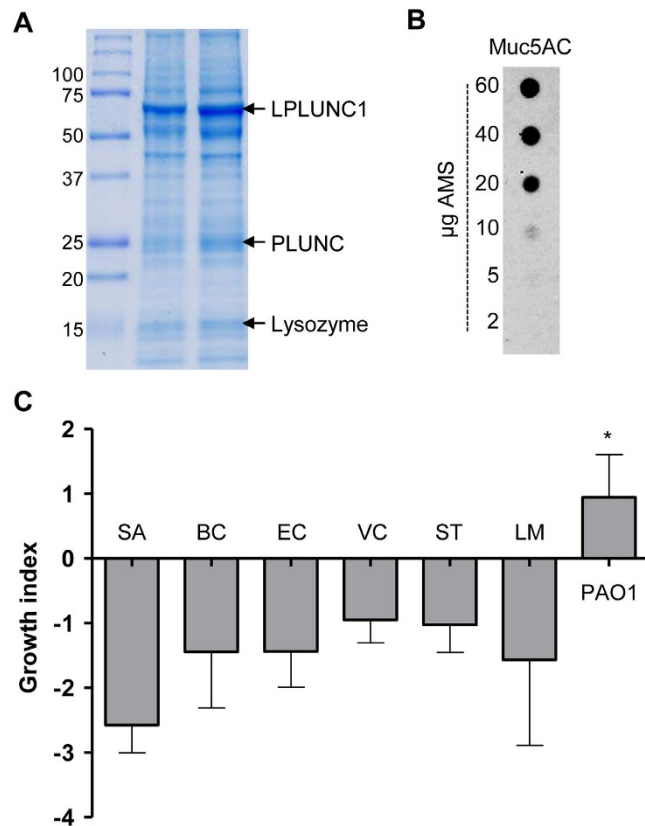 A
100
75
50
37
25
20
15
LPLUNC1
PLUNC
Lysozyme
B
Muc5AC
µg AMS
60
40
20
10
5
2
C
Growth index
2
1
0
-1
-2
-3
-4
SA BC EC VC ST LM
*
PAO1